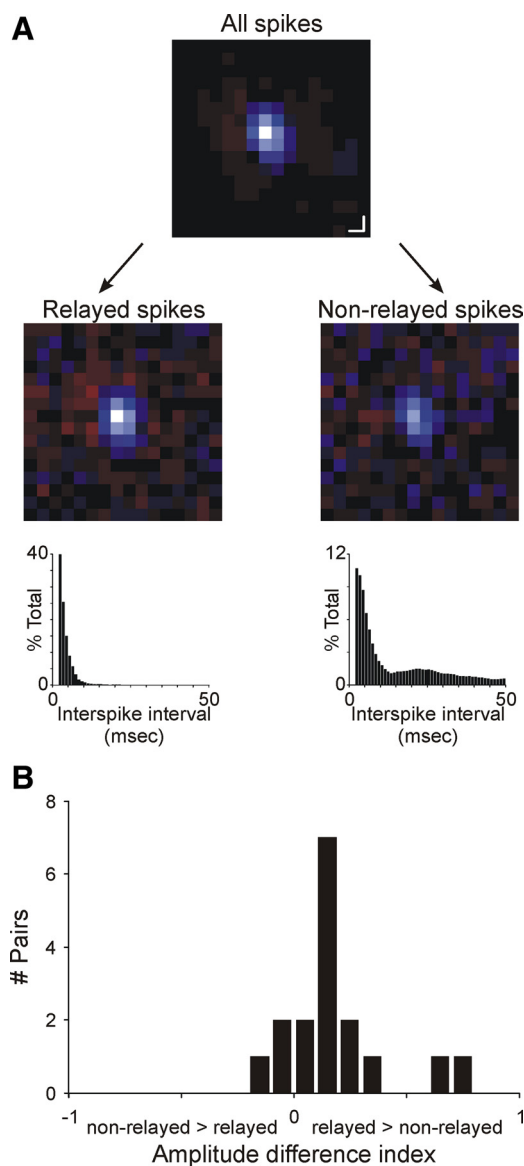 A
All spikes
Relayed spikes
Non-relayed spikes
40
% Total
0
0
50
Interspike interval
(msec)
12
% Total
0
0
50
Interspike interval
(msec)
B
8
6
4
2
0
# Pairs
-1
0
1
non-relayed > relayed
relayed > non-relayed
Amplitude difference index